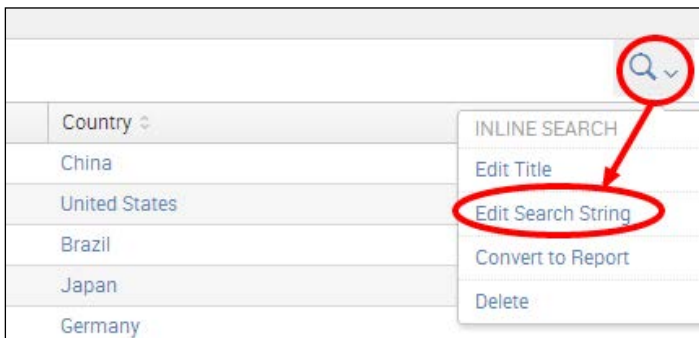 Country
China
United States
Brazil
Japan
Germany
INLINE SEARCH
Edit Title
Edit Search String
Convert to Report
Delete